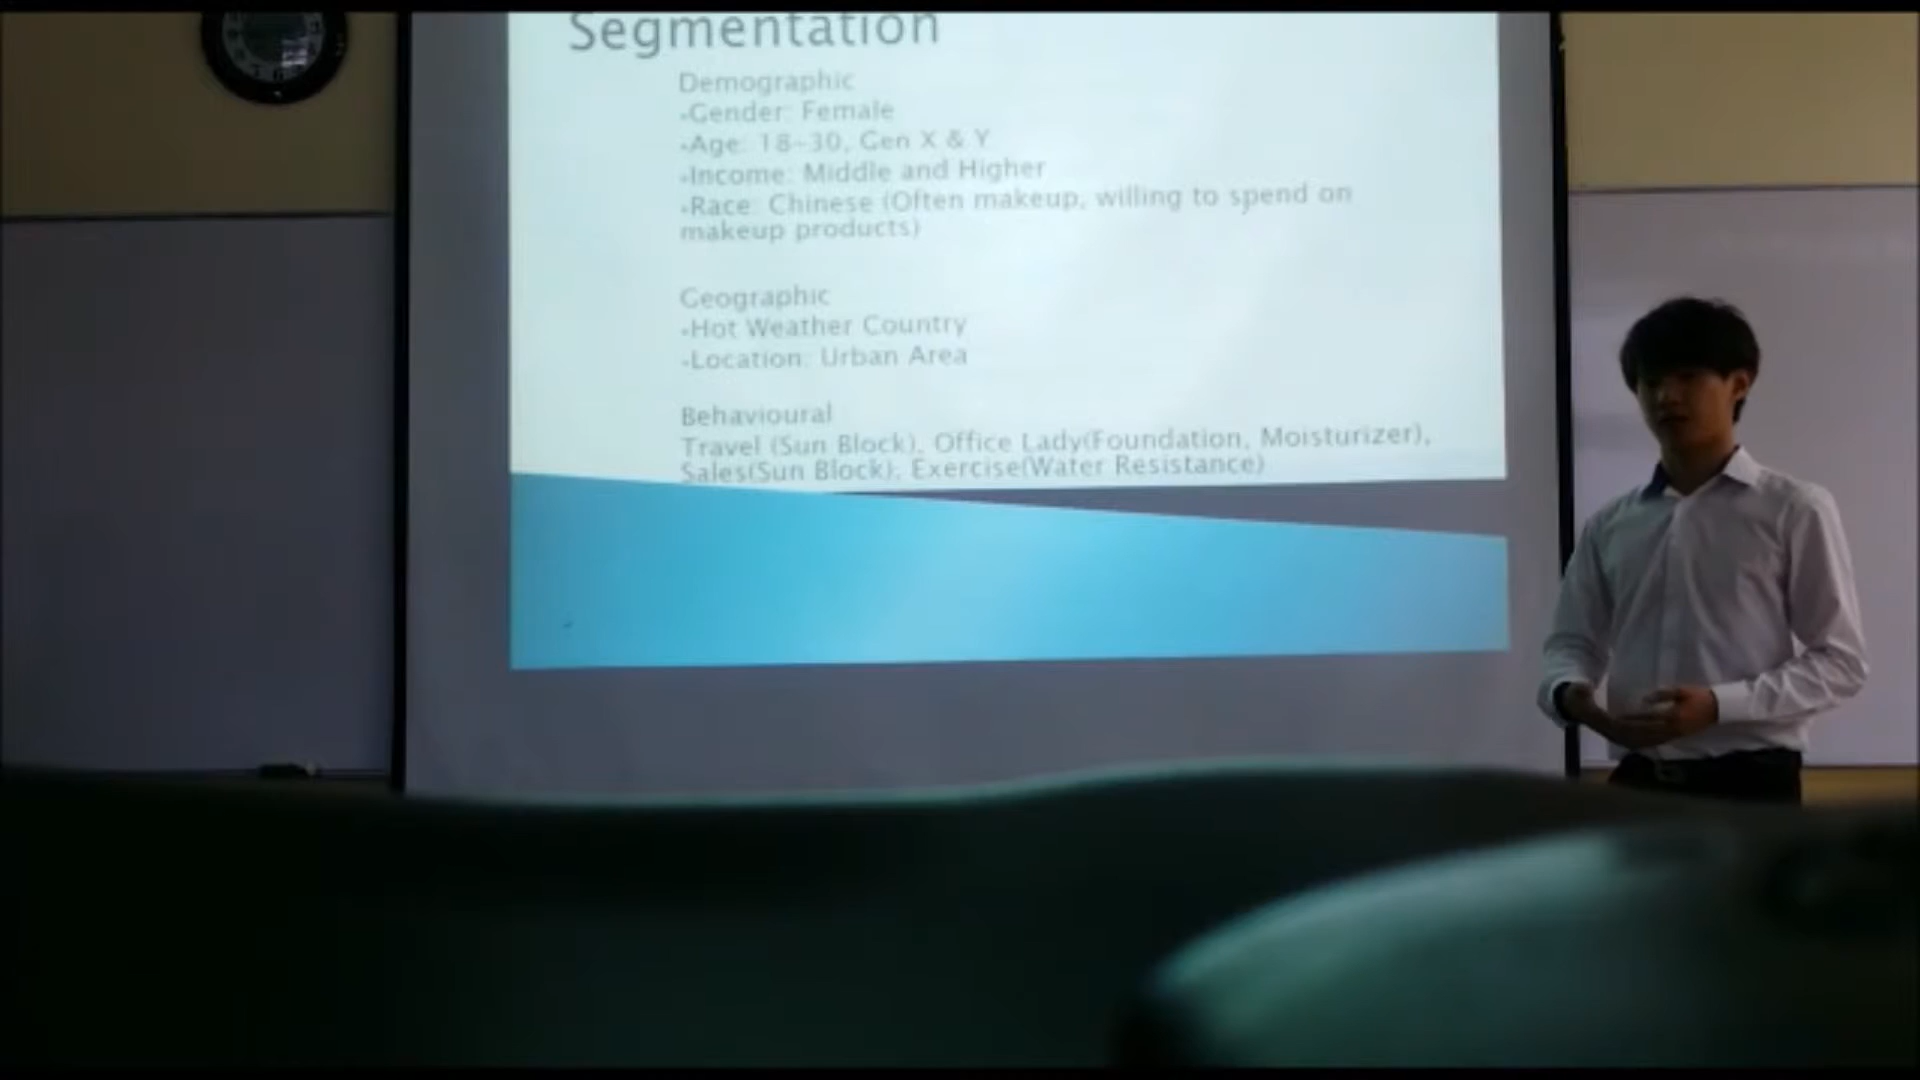 Segmentation
Demographic
-Gender: Female
-Age: 18-30, Gen X & Y
-Income: Middle and Higher
-Race: Chinese (Often makeup, willing to spend on
makeup products)
Geographic
-Hot Weather Country
-Location: Urban Area
Behavioural
Travel (Sun Block), Office Lady(Foundation, Moisturizer),
Sales(Sun Block), Exercise(Water Resistance)